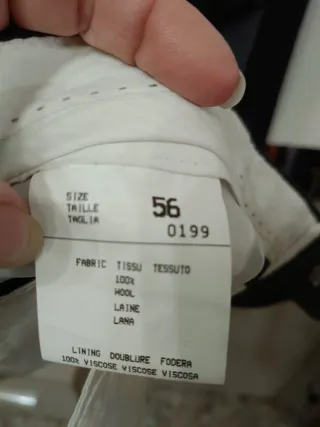 SIZE
TAILLE 56
TAGLIA 0199
FABRIC TISSU TESSUTO
100%
WOOL
LAINE
LANA
LINING DOUBLURE FODERA
100% VISCOSE VISCOSE VISCOSA